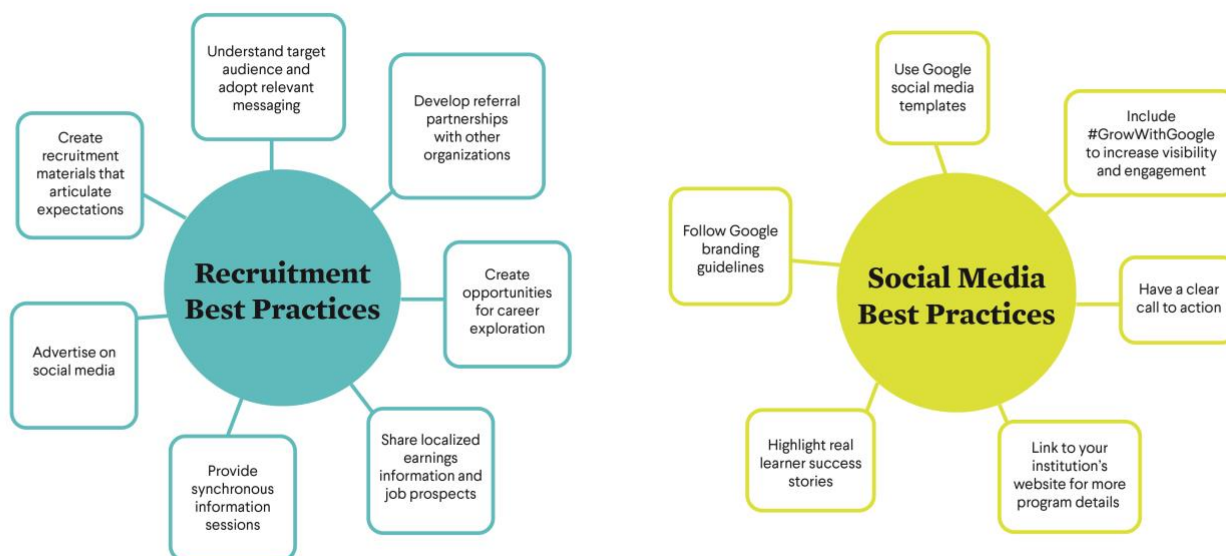 Recruitment
Best Practices
Understand target
audience and
adopt relevant
messaging
Develop referral
partnerships
with other
organizations
Create
opportunities
for career
exploration
Share localized
earnings
information and
job prospects
Provide
synchronous
information
sessions
Advertise on
social media
Create
recruitment
materials that
articulate
expectations
Social Media
Best Practices
Use Google
social media
templates
Include
#GrowWithGoogle
to increase visibility
and engagement
Have a clear
call to action
Link to your
institution's
website for more
program details
Highlight real
learner success
stories
Follow Google
branding
guidelines